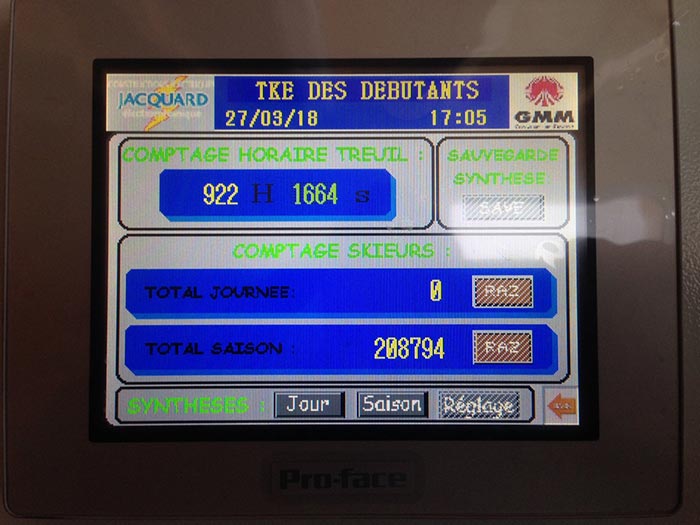 JACQUARD
TKE DES DEBUTANTS
27/03/18 17:05
GMM
COMPTAGE HORAIRE TREUIL :
922 H 1664 s
SAUVEGARDE
SYNTHESE:
SAVE
COMPTAGE SKIEURS :
TOTAL JOURNEE: 0 RAZ
TOTAL SAISON : 208794 RAZ
SYNTHESES : Jour Saison Réglage
Pro-face